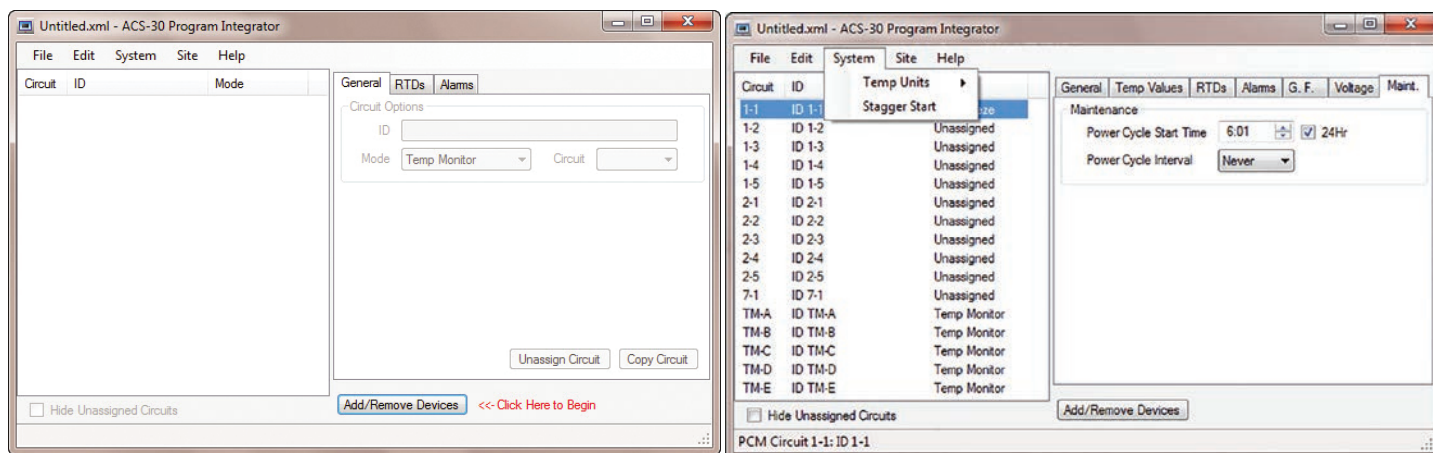 Untitled.xml - ACS-30 Program Integrator
File Edit System Site Help
Circuit ID Mode
General RTDs Alarms
Circuit Options
ID
Mode Temp Monitor Circuit
Unassign Circuit Copy Circuit
Hide Unassigned Circuits
Add/Remove Devices <<- Click Here to Begin
Untitled.xml - ACS-30 Program Integrator
File Edit System Site Help
Temp Units
Stagger Start
Circuit ID
1-1 ID 1-1
1-2 ID 1-2 Unassigned
1-3 ID 1-3 Unassigned
1-4 ID 1-4 Unassigned
1-5 ID 1-5 Unassigned
2-1 ID 2-1 Unassigned
2-2 ID 2-2 Unassigned
2-3 ID 2-3 Unassigned
2-4 ID 2-4 Unassigned
2-5 ID 2-5 Unassigned
7-1 ID 7-1 Unassigned
TM-A ID TM-A Temp Monitor
TM-B ID TM-B Temp Monitor
TM-C ID TM-C Temp Monitor
TM-D ID TM-D Temp Monitor
TM-E ID TM-E Temp Monitor
General Temp Values RTDs Alarms G. F. Voltage Maint.
Maintenance
Power Cycle Start Time 6:01 24Hr
Power Cycle Interval Never
Hide Unassigned Circuits
Add/Remove Devices
PCM Circuit 1-1: ID 1-1